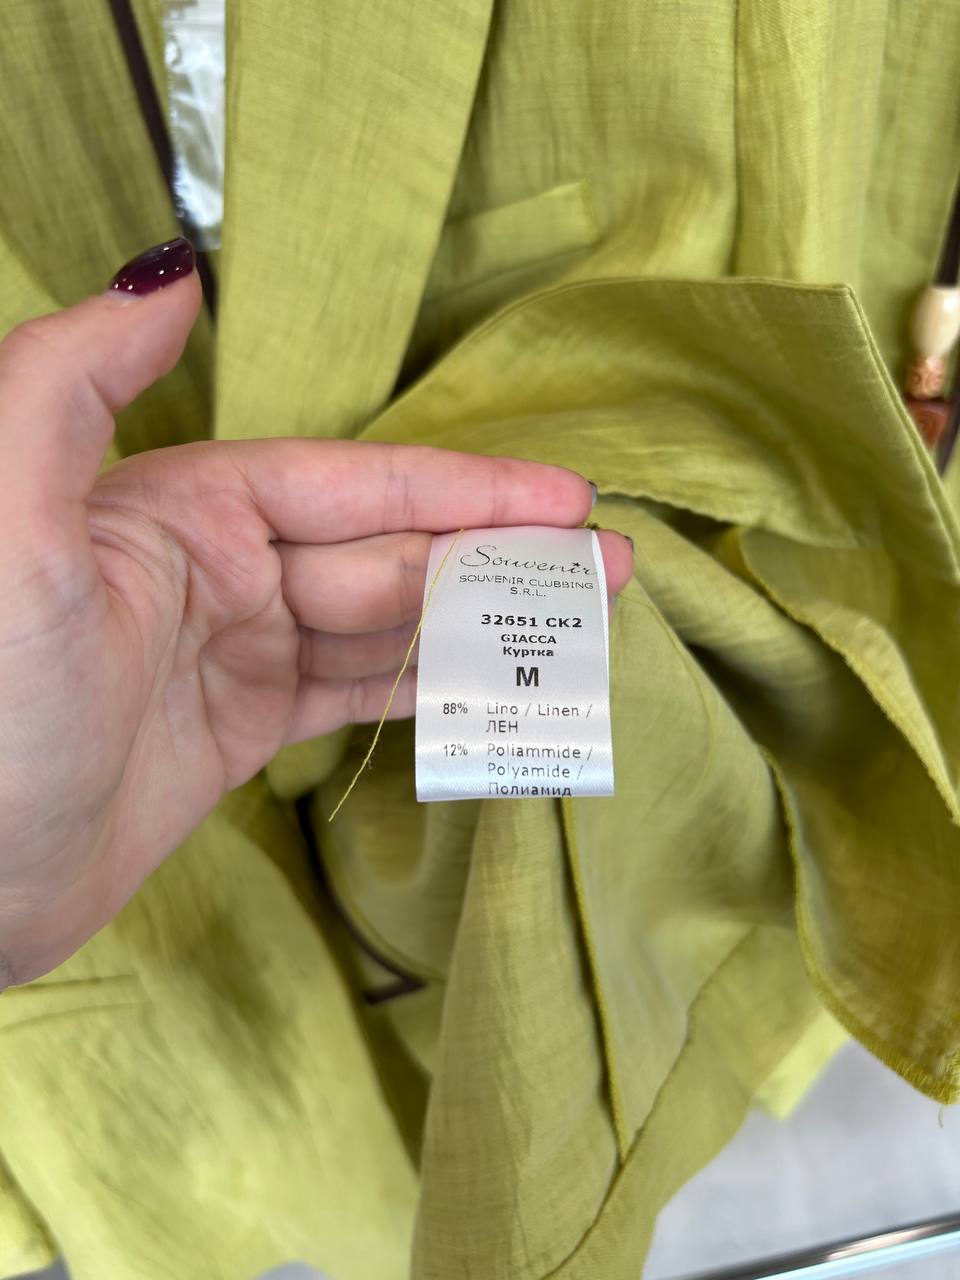 Souvenir
SOUVENIR CLUBBING
S.R.L.
32651 CK2
GIACCA
Куртка
M
88% Lino / Linen /
ЛЕН
12% Poliammide /
Polyamide /
Полиамид